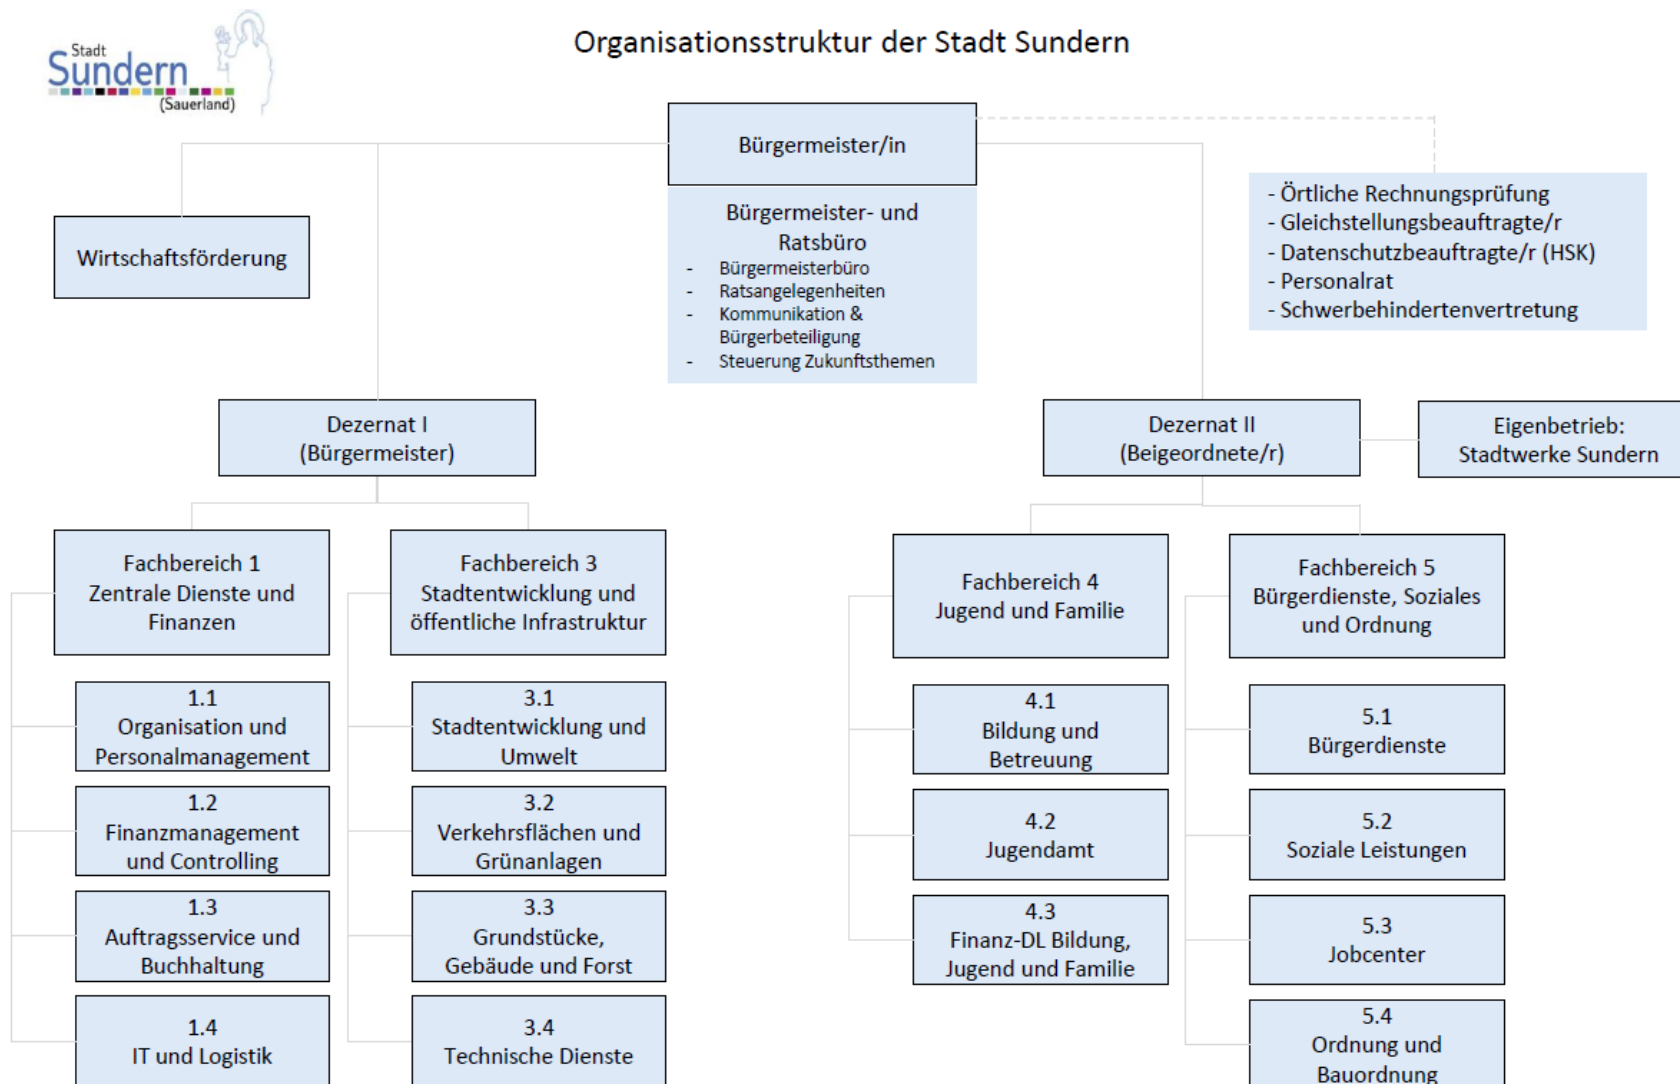 Stadt
Sundern
(Sauerland)
Organisationsstruktur der Stadt Sundern
Bürgermeister/in
Bürgermeister- und
Ratsbüro
- Bürgermeisterbüro
- Ratsangelegenheiten
- Kommunikation &
Bürgerbeteiligung
- Steuerung Zukunftsthemen
Wirtschaftsförderung
- Örtliche Rechnungsprüfung
- Gleichstellungsbeauftragte/r
- Datenschutzbeauftragte/r (HSK)
- Personalrat
- Schwerbehindertenvertretung
Dezernat I
(Bürgermeister)
Dezernat II
(Beigeordnete/r)
Eigenbetrieb:
Stadtwerke Sundern
Fachbereich 1
Zentrale Dienste und
Finanzen
1.1
Organisation und
Personalmanagement
1.2
Finanzmanagement
und Controlling
1.3
Auftragsservice und
Buchhaltung
1.4
IT und Logistik
Fachbereich 3
Stadtentwicklung und
öffentliche Infrastruktur
3.1
Stadtentwicklung und
Umwelt
3.2
Verkehrsflächen und
Grünanlagen
3.3
Grundstücke,
Gebäude und Forst
3.4
Technische Dienste
Fachbereich 4
Jugend und Familie
4.1
Bildung und
Betreuung
4.2
Jugendamt
4.3
Finanz-DL Bildung,
Jugend und Familie
Fachbereich 5
Bürgerdienste, Soziales
und Ordnung
5.1
Bürgerdienste
5.2
Soziale Leistungen
5.3
Jobcenter
5.4
Ordnung und
Bauordnung